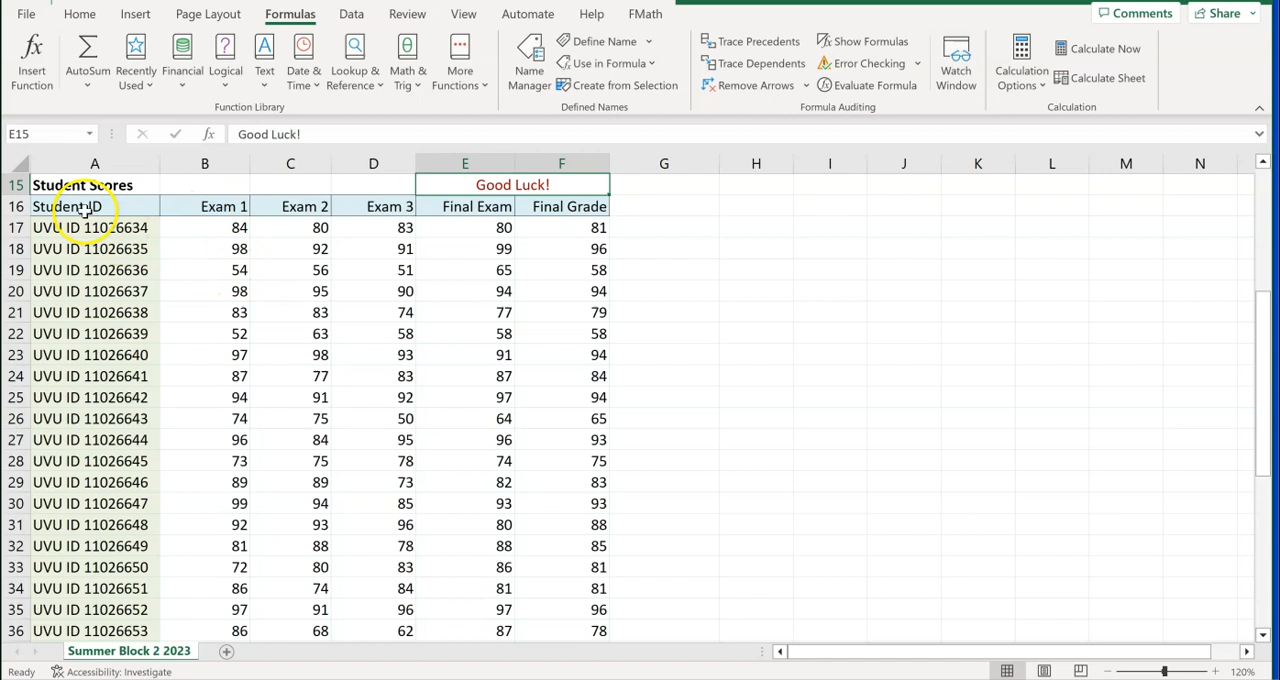 File Home Insert Page Layout Formulas Data Review View Automate Help FMath Comments Share
Insert Function AutoSum Recently Used Financial Logical Text Date & Time Lookup & Reference Math & Trig More Functions
Function Library
Name Manager Define Name Use in Formula Create from Selection
Defined Names
Trace Precedents Show Formulas
Trace Dependents Error Checking
Remove Arrows Evaluate Formula
Watch Window
Formula Auditing
Calculation Options Calculate Now Calculate Sheet
Calculation
E15 fx Good Luck!
A B C D E F G H I J K L M N
15 Student Scores Good Luck!
16 Student ID Exam 1 Exam 2 Exam 3 Final Exam Final Grade
17 UVU ID 11026634 84 80 83 80 81
18 UVU ID 11026635 98 92 91 99 96
19 UVU ID 11026636 54 56 51 65 58
20 UVU ID 11026637 98 95 90 94 94
21 UVU ID 11026638 83 83 74 77 79
22 UVU ID 11026639 52 63 58 58 58
23 UVU ID 11026640 97 98 93 91 94
24 UVU ID 11026641 87 77 83 87 84
25 UVU ID 11026642 94 91 92 97 94
26 UVU ID 11026643 74 75 50 64 65
27 UVU ID 11026644 96 84 95 96 93
28 UVU ID 11026645 73 75 78 74 75
29 UVU ID 11026646 89 89 73 82 83
30 UVU ID 11026647 99 94 85 93 93
31 UVU ID 11026648 92 93 96 80 88
32 UVU ID 11026649 81 88 78 88 85
33 UVU ID 11026650 72 80 83 86 81
34 UVU ID 11026651 86 74 84 81 81
35 UVU ID 11026652 97 91 96 97 96
36 UVU ID 11026653 86 68 62 87 78
Summer Block 2 2023
Ready Accessibility: Investigate 120%